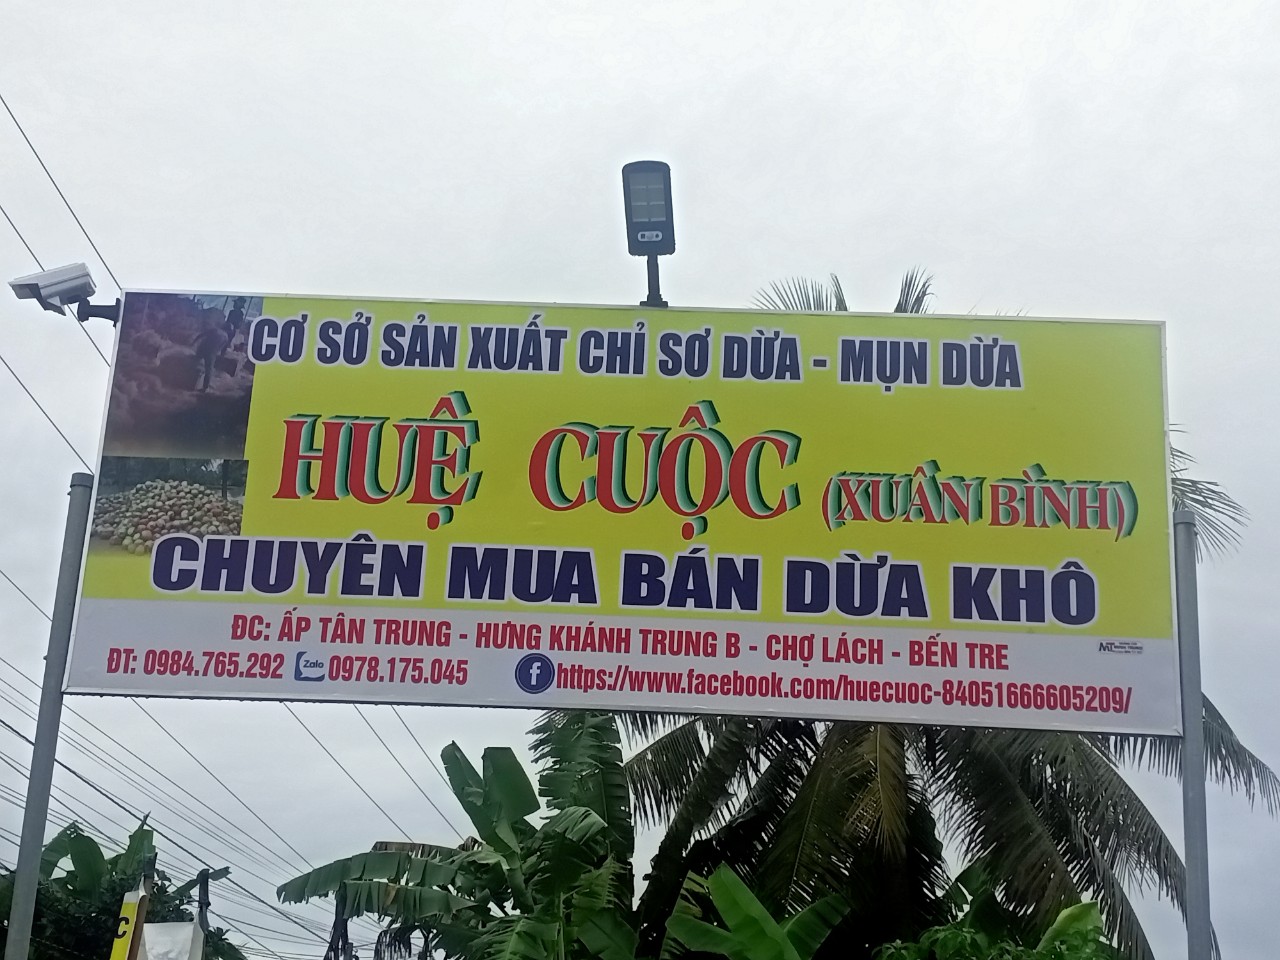 CƠ SỞ SẢN XUẤT CHỈ SƠ DỪA - MỤN DỪA
HUỆ CUỘC (XUÂN BÌNH)
CHUYÊN MUA BÁN DỪA KHÔ
ĐC: ẤP TÂN TRUNG - HƯNG KHÁNH TRUNG B - CHỢ LÁCH - BẾN TRE
ĐT: 0984.765.292 Zalo 0978.175.045 f https://www.facebook.com/huecuoc-84051666605209/
MT
C